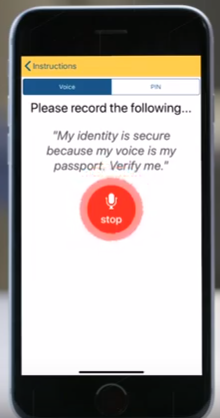 Instructions
Voice PIN
Please record the following...
"My identity is secure
because my voice is my
passport. Verify me."
stop